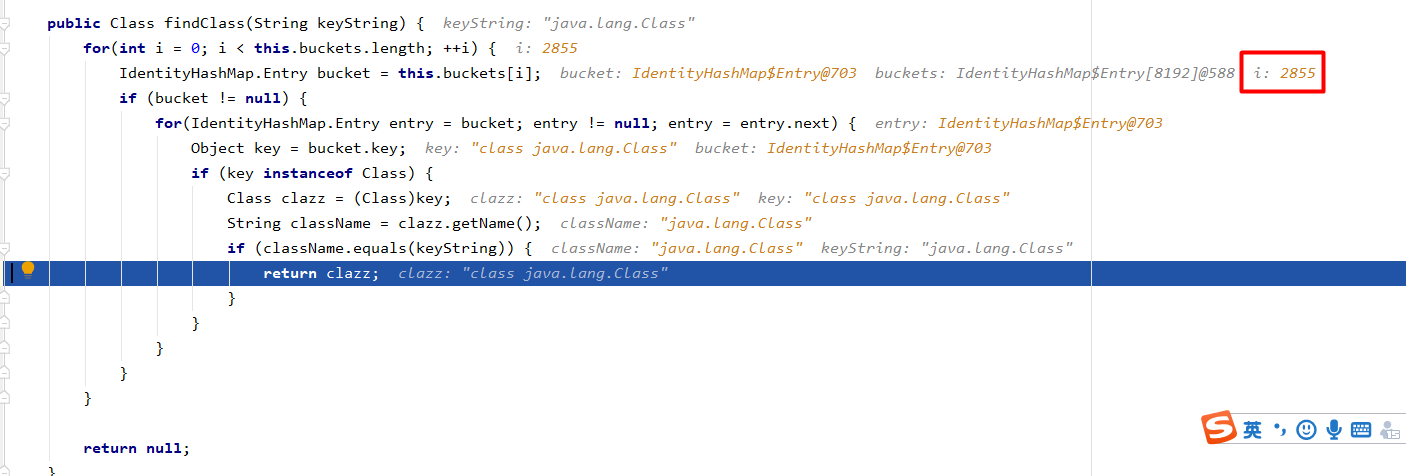 public Class findClass(String keyString) {  keyString: "java.lang.Class"
for(int i = 0; i < this.buckets.length; ++i) {  i: 2855
IdentityHashMap.Entry bucket = this.buckets[i];  bucket: IdentityHashMap$Entry@703  buckets: IdentityHashMap$Entry[8192]@588  i: 2855
if (bucket != null) {
for(IdentityHashMap.Entry entry = bucket; entry != null; entry = entry.next) {  entry: IdentityHashMap$Entry@703
Object key = bucket.key;  key: "class java.lang.Class"  bucket: IdentityHashMap$Entry@703
if (key instanceof Class) {
Class clazz = (Class)key;  clazz: "class java.lang.Class"  key: "class java.lang.Class"
String className = clazz.getName();  className: "java.lang.Class"
if (className.equals(keyString)) {  className: "java.lang.Class"  keyString: "java.lang.Class"
return clazz;  clazz: "class java.lang.Class"
}
}
}
}
}
S 英
return null;
}